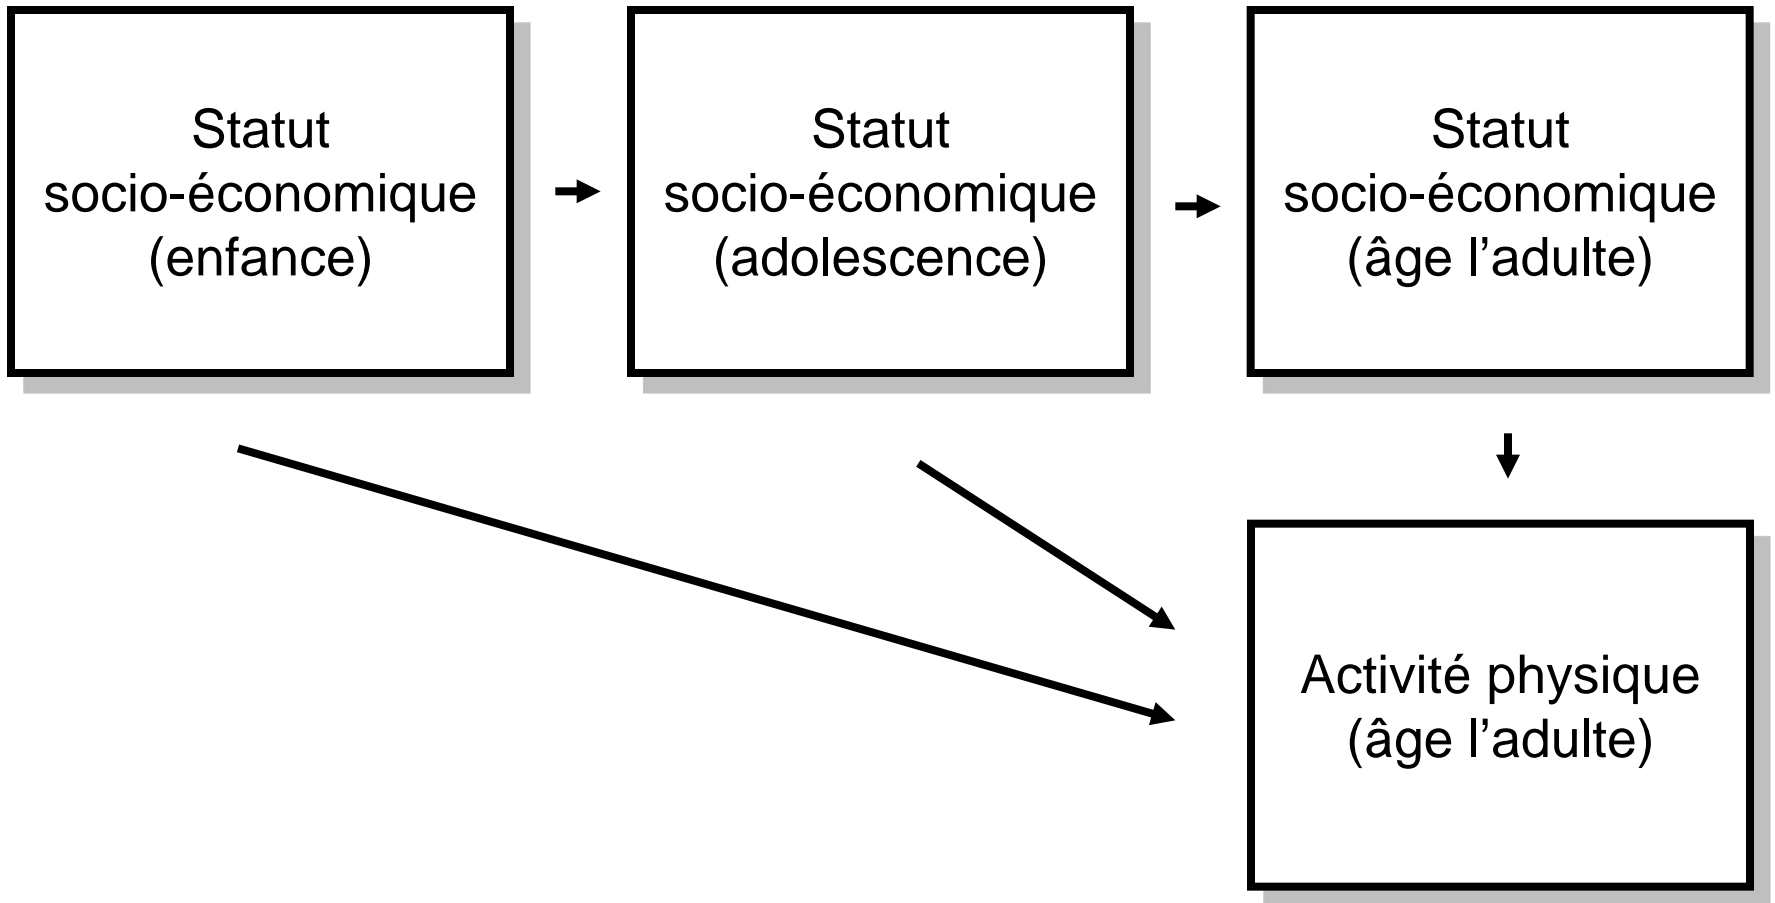 Statut
socio-économique
(enfance)
Statut
socio-économique
(adolescence)
Statut
socio-économique
(âge l’adulte)
Activité physique
(âge l’adulte)